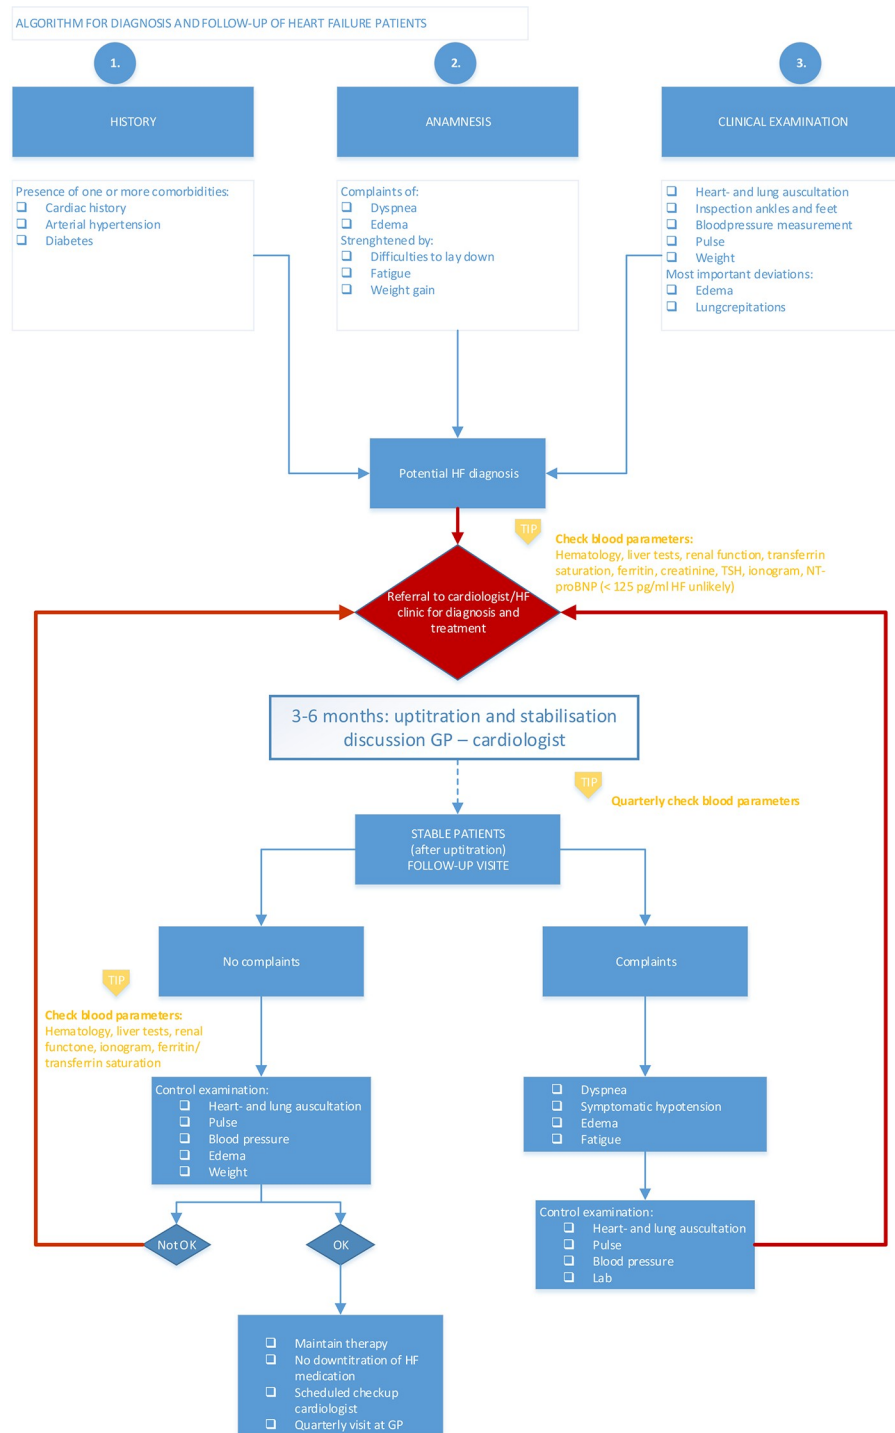 ALGORITHM FOR DIAGNOSIS AND FOLLOW-UP OF HEART FAILURE PATIENTS
1.
HISTORY
Presence of one or more comorbidities:
Cardiac history
Arterial hypertension
Diabetes
2.
ANAMNESIS
Complaints of:
Dyspnea
Edema
Strenghtened by:
Difficulties to lay down
Fatigue
Weight gain
3.
CLINICAL EXAMINATION
Heart- and lung auscultation
Inspection ankles and feet
Bloodpressure measurement
Pulse
Weight
Most important deviations:
Edema
Lungcrepitations
Potential HF diagnosis
TIP
Check blood parameters:
Hematology, liver tests, renal function, transferrin
saturation, ferritin, creatinine, TSH, ionogram, NT-
proBNP (< 125 pg/ml HF unlikely)
Referral to cardiologist/HF
clinic for diagnosis and
treatment
3-6 months: uptitration and stabilisation
discussion GP – cardiologist
TIP
Quarterly check blood parameters
STABLE PATIENTS
(after uptitration)
FOLLOW-UP VISITE
No complaints
TIP
Check blood parameters:
Hematology, liver tests, renal
functone, ionogram, ferritin/
transferrin saturation
Control examination:
Heart- and lung auscultation
Pulse
Blood pressure
Edema
Weight
Not OK
OK
Maintain therapy
No downtitration of HF
medication
Scheduled checkup
cardiologist
Quarterly visit at GP
Complaints
Dyspnea
Symptomatic hypotension
Edema
Fatigue
Control examination:
Heart- and lung auscultation
Pulse
Blood pressure
Lab